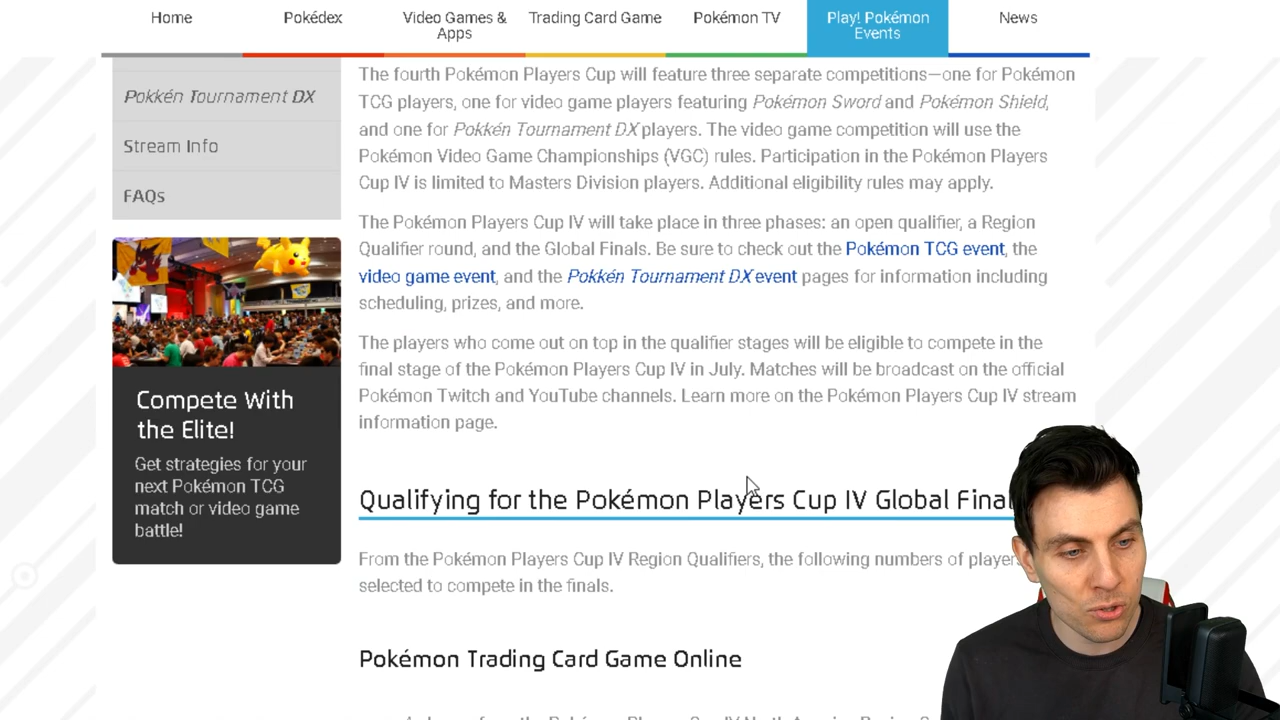 Home
Pokédex
Video Games &
Apps
Trading Card Game
Pokémon TV
Play! Pokémon
Events
News
Pokkén Tournament DX
Stream Info
FAQs
Compete With
the Elite!
Get strategies for your
next Pokémon TCG
match or video game
battle!
The fourth Pokémon Players Cup will feature three separate competitions—one for Pokémon
TCG players, one for video game players featuring Pokémon Sword and Pokémon Shield,
and one for Pokkén Tournament DX players. The video game competition will use the
Pokémon Video Game Championships (VGC) rules. Participation in the Pokémon Players
Cup IV is limited to Masters Division players. Additional eligibility rules may apply.
The Pokémon Players Cup IV will take place in three phases: an open qualifier, a Region
Qualifier round, and the Global Finals. Be sure to check out the Pokémon TCG event, the
video game event, and the Pokkén Tournament DX event pages for information including
scheduling, prizes, and more.
The players who come out on top in the qualifier stages will be eligible to compete in the
final stage of the Pokémon Players Cup IV in July. Matches will be broadcast on the official
Pokémon Twitch and YouTube channels. Learn more on the Pokémon Players Cup IV stream
information page.
Qualifying for the Pokémon Players Cup IV Global Final
From the Pokémon Players Cup IV Region Qualifiers, the following numbers of players
selected to compete in the finals.
Pokémon Trading Card Game Online